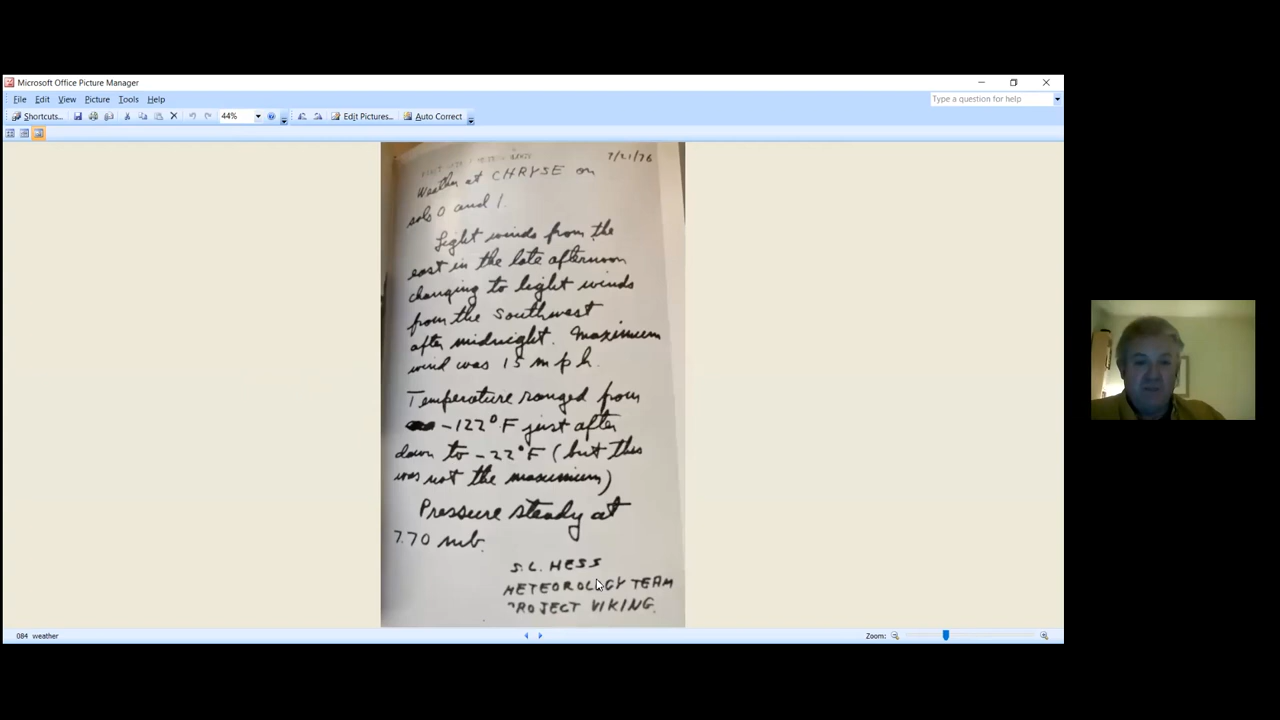 Microsoft Office Picture Manager
File Edit View Picture Tools Help
Type a question for help
Shortcuts...
44%
Edit Pictures...
Auto Correct
7/21/76
Weather at CHRYSE on
sols 0 and 1.
Light winds from the
east in the late afternoon
changing to light winds
from the southwest
after midnight. Maximum
wind was 15 mph.
Temperature ranged from
-122°F just after
dawn to -22°F (but this
was not the maximum)
Pressure steady at
7.70 mb.
S.L. HESS
METEOROLOGY TEAM
PROJECT VIKING
084 weather
Zoom: